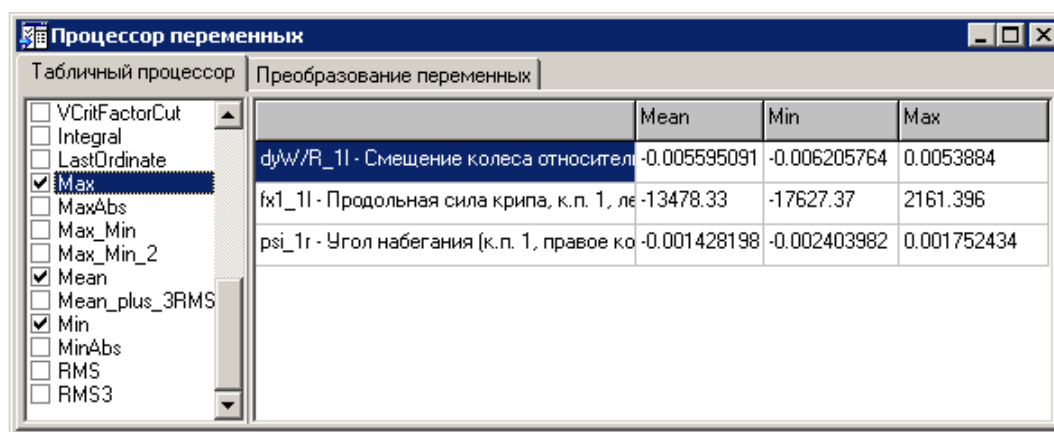 Процессор переменных
Табличный процессор Преобразование переменных
VCritFactorCut
Integral
LastOrdinate
Max
MaxAbs
Max_Min
Max_Min_2
Mean
Mean_plus_3RMS
Min
MinAbs
RMS
RMS3
Mean Min Max
dyW/R_1l - Смещение колеса относител -0.005595091 -0.006205764 0.0053884
fx1_1l - Продольная сила крипа, к.п. 1, ле -13478.33 -17627.37 2161.396
psi_1r - Угол набегания (к.п. 1, правое ко -0.001428198 -0.002403982 0.001752434